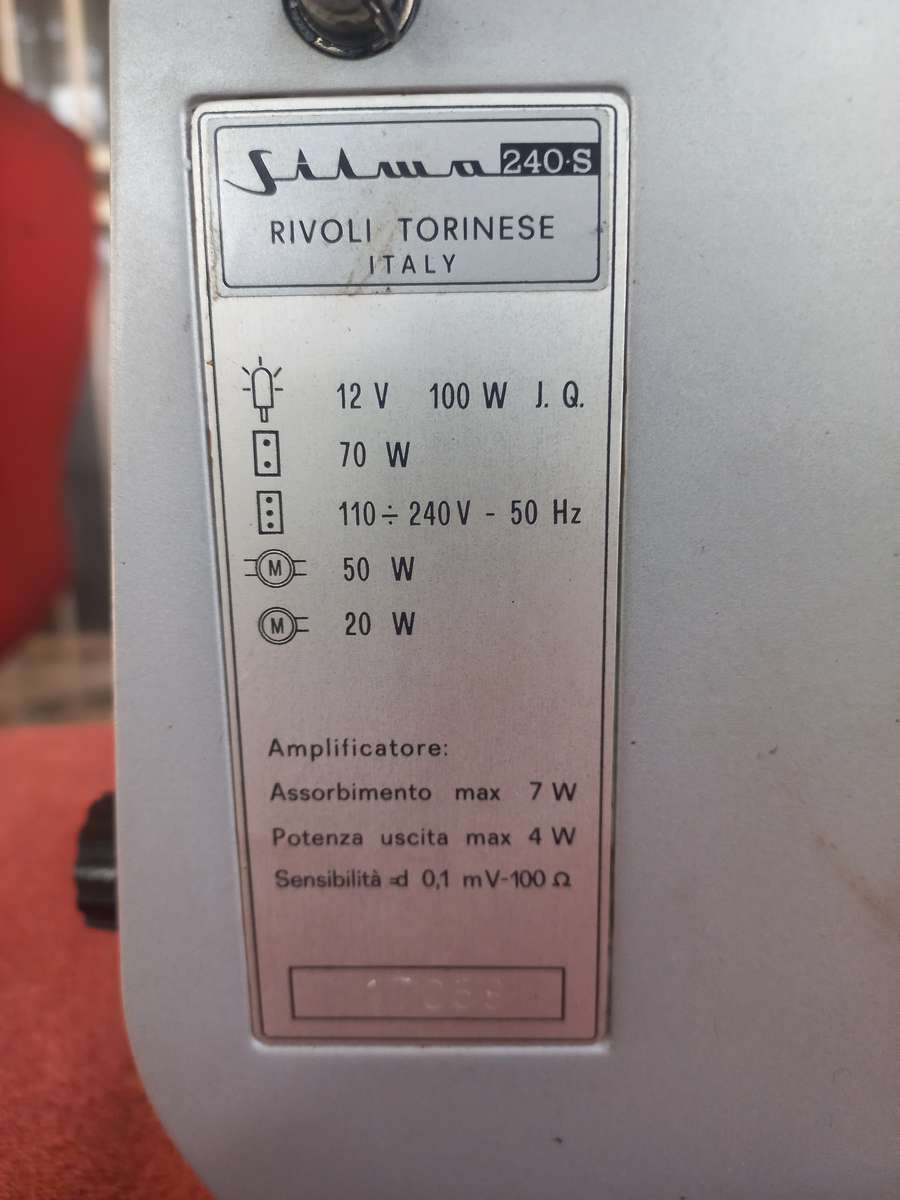 Silma 240·S
RIVOLI TORINESE
ITALY
12 V 100 W J. Q.
70 W
110 ÷ 240 V - 50 Hz
M 50 W
M 20 W
Amplificatore:
Assorbimento max 7 W
Potenza uscita max 4 W
Sensibilità =d 0,1 mV-100 Ω